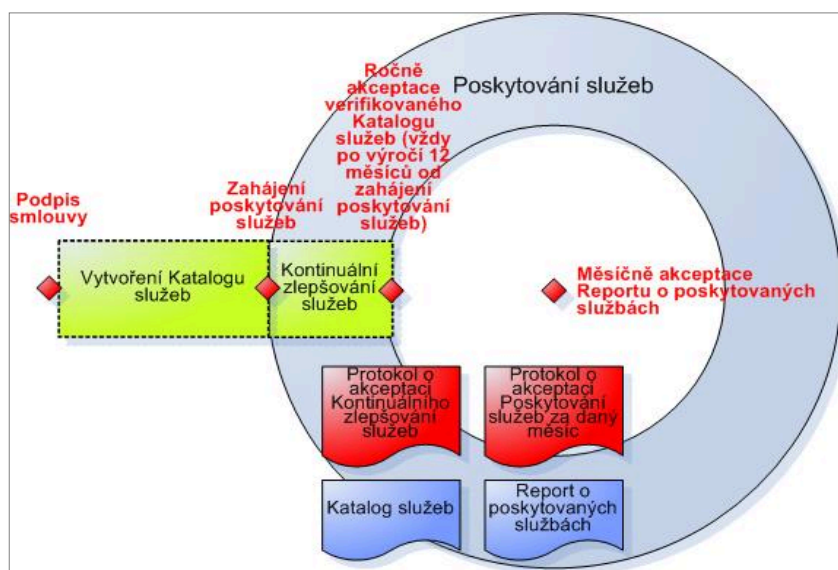 Ročně
akceptace
verifikovaného
Katalogu
služeb (vždy
po výročí 12
měsíců od
zahájení
poskytování
služeb)
Poskytování služeb
Podpis
smlouvy
Zahájení
poskytování
služeb
Vytvoření Katalogu
služeb
Kontinuální
zlepšování
služeb
Měsíčně akceptace
Reportu o poskytovaných
službách
Protokol o
akceptaci
Kontinuálního
zlepšování
služeb
Protokol o
akceptaci
Poskytování
služeb za daný
měsíc
Katalog služeb
Report o
poskytovaných
službách